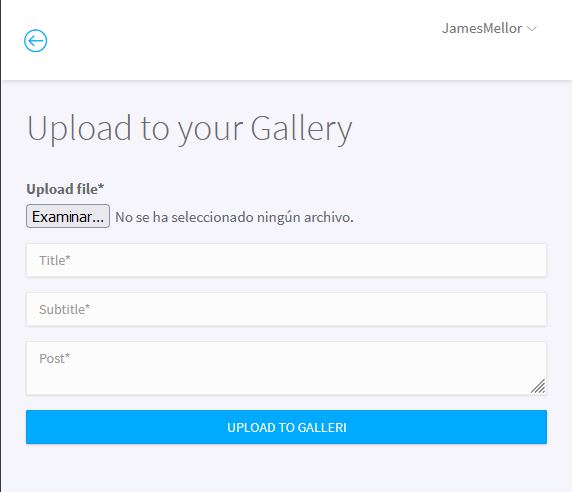 JamesMellor
Upload to your Gallery
Upload file*
Examinar... No se ha seleccionado ningún archivo.
Title*
Subtitle*
Post*
UPLOAD TO GALLERI